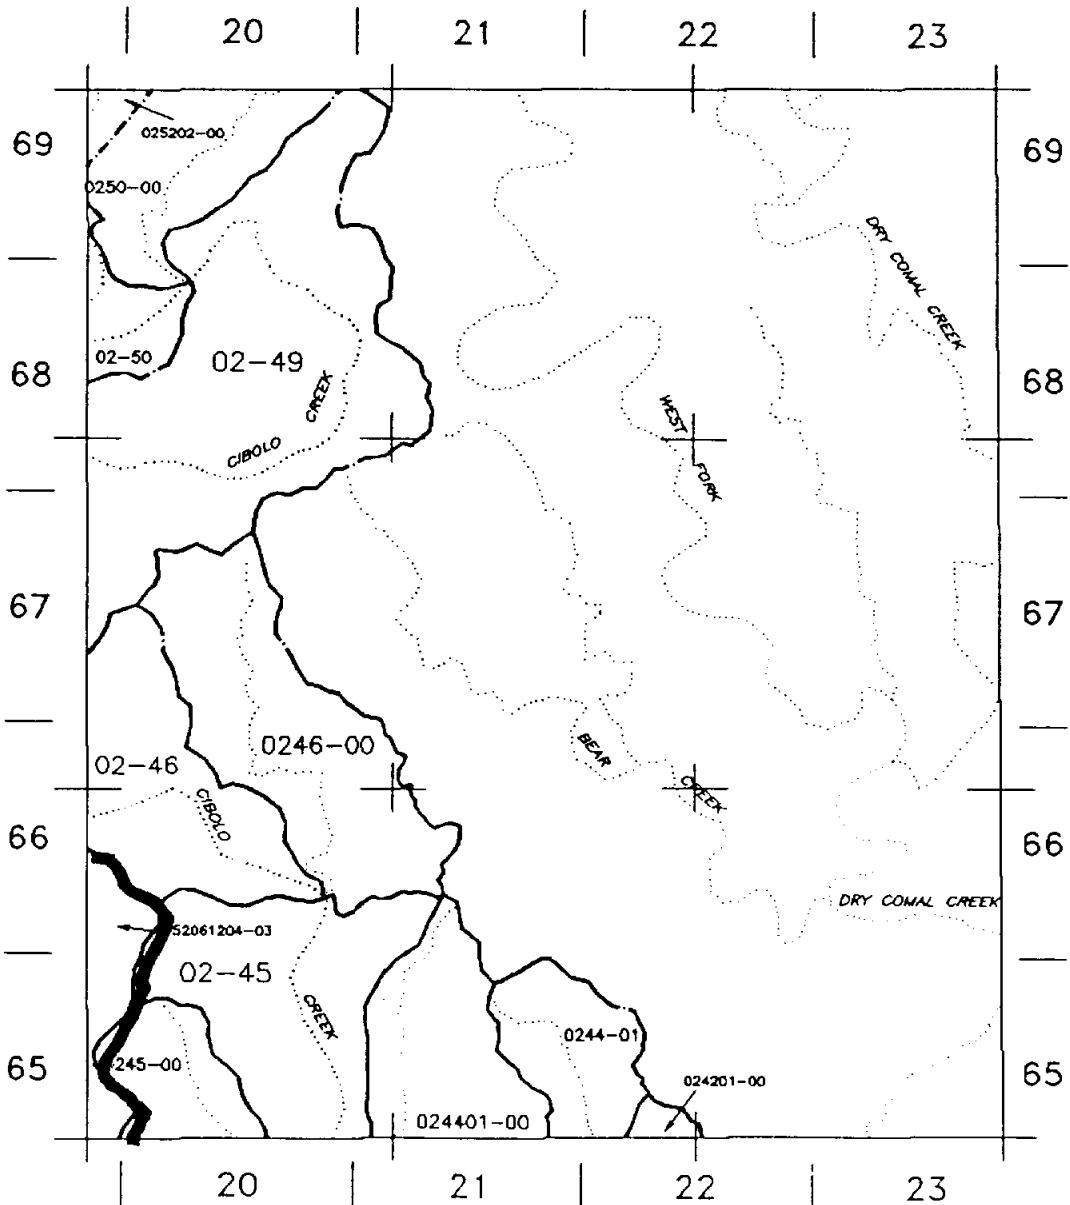 20 21 22 23
69 69
025202-00
0250-00
DRY COMAL CREEK
02-50
02-49
68 68
CIBOLO CREEK
WEST FORK
67 67
0246-00
02-46
BEAR CREEK
CIBOLO
66 66
DRY COMAL CREEK
52061204-03
02-45
CREEK
0244-01
245-00
65 65
024201-00
024401-00
20 21 22 23